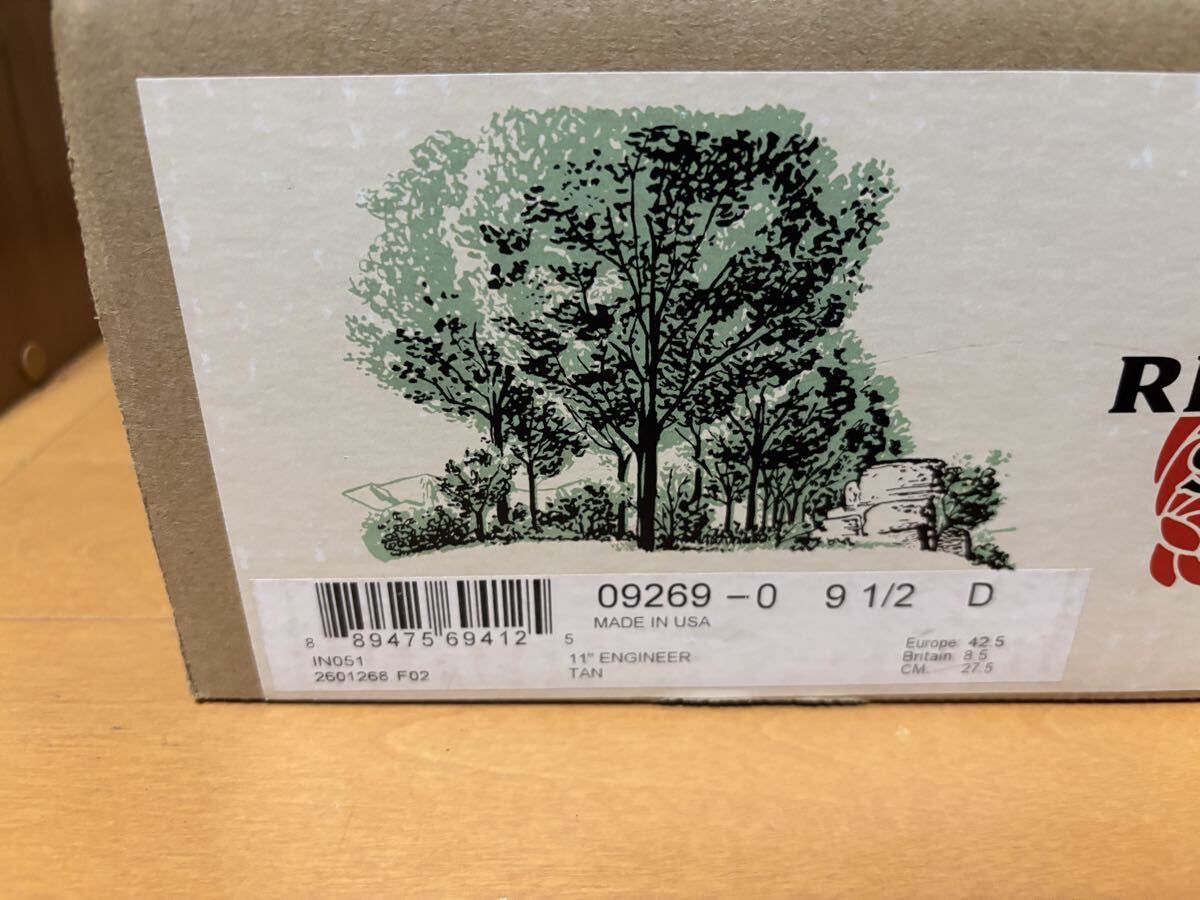 09269-0 9 1/2 D
MADE IN USA
8 89475 69412 5
IN051
2601268 F02
11" ENGINEER
TAN
Europe 42.5
Britain 8.5
CM. 27.5